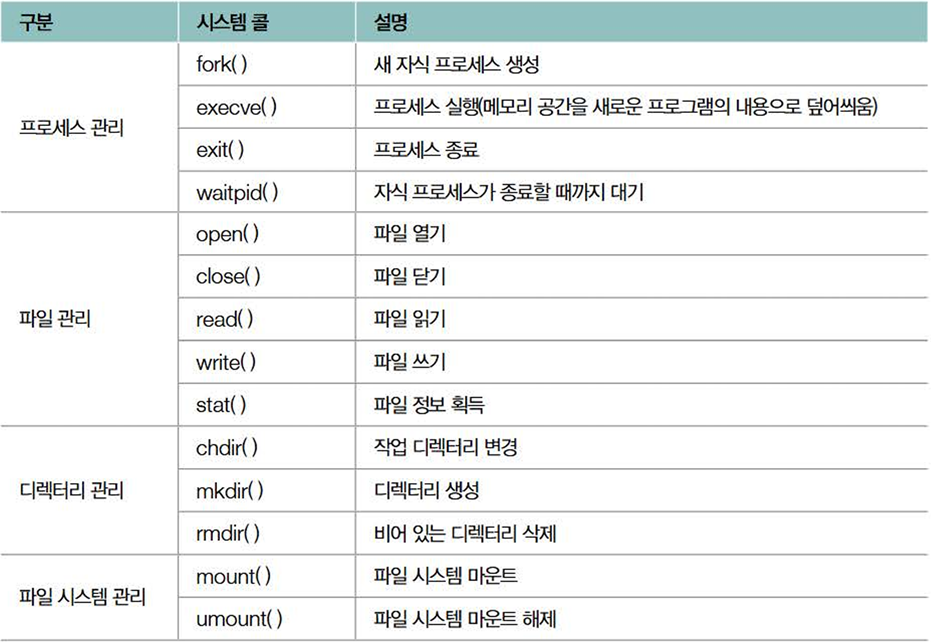 구분 시스템 콜 설명
프로세스 관리
fork( ) 새 자식 프로세스 생성
execve( ) 프로세스 실행(메모리 공간을 새로운 프로그램의 내용으로 덮어씌움)
exit( ) 프로세스 종료
waitpid( ) 자식 프로세스가 종료할 때까지 대기
파일 관리
open( ) 파일 열기
close( ) 파일 닫기
read( ) 파일 읽기
write( ) 파일 쓰기
stat( ) 파일 정보 획득
디렉터리 관리
chdir( ) 작업 디렉터리 변경
mkdir( ) 디렉터리 생성
rmdir( ) 비어 있는 디렉터리 삭제
파일 시스템 관리
mount( ) 파일 시스템 마운트
umount( ) 파일 시스템 마운트 해제